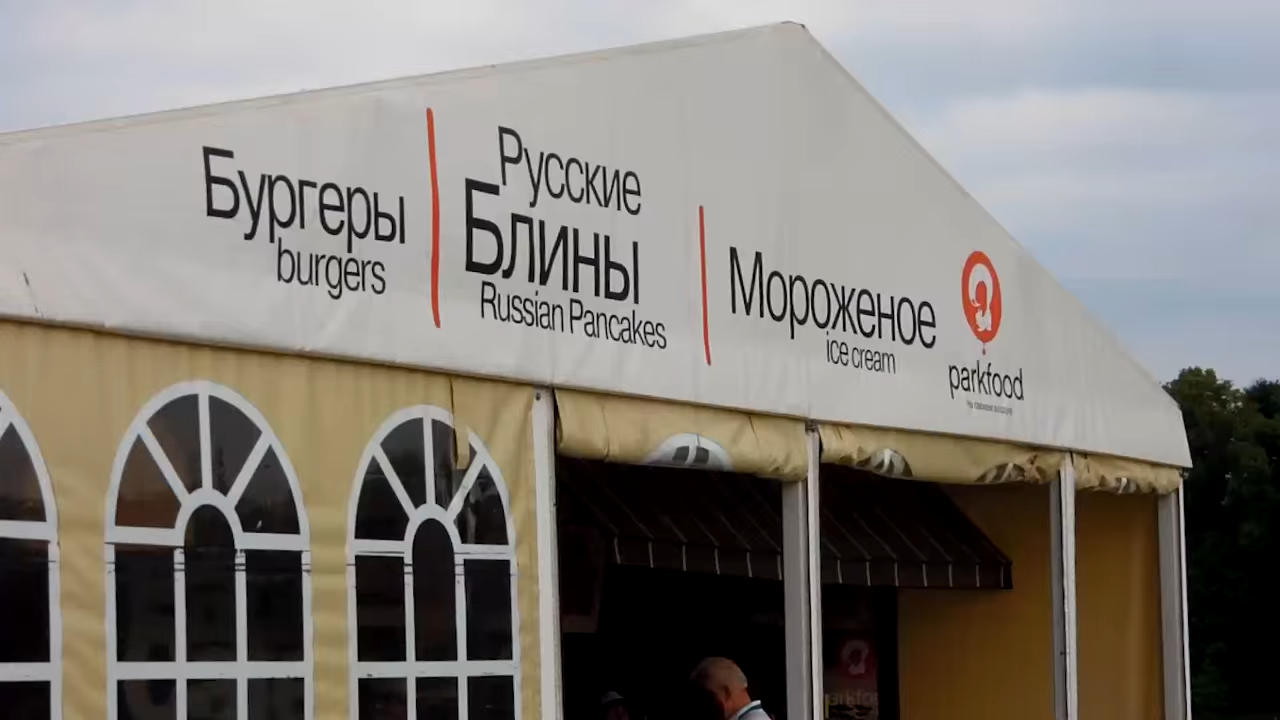 Бургеры
burgers
Русские
Блины
Russian Pancakes
Мороженое
ice cream
parkfood